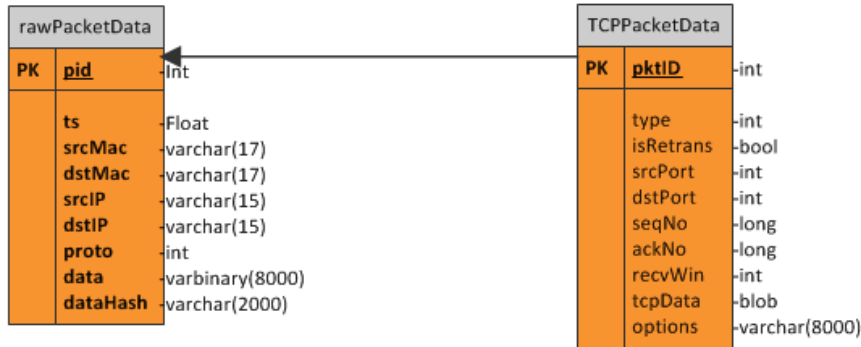 rawPacketData
PK pid -Int
ts -Float
srcMac -varchar(17)
dstMac -varchar(17)
srcIP -varchar(15)
dstIP -varchar(15)
proto -int
data -varbinary(8000)
dataHash -varchar(2000)
TCPPacketData
PK pktID -int
type -int
isRetrans -bool
srcPort -int
dstPort -int
seqNo -long
ackNo -long
recvWin -int
tcpData -blob
options -varchar(8000)